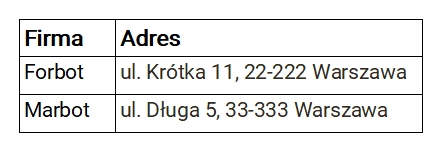 Firma Adres
Forbot ul. Krótka 11, 22-222 Warszawa
Marbot ul. Długa 5, 33-333 Warszawa